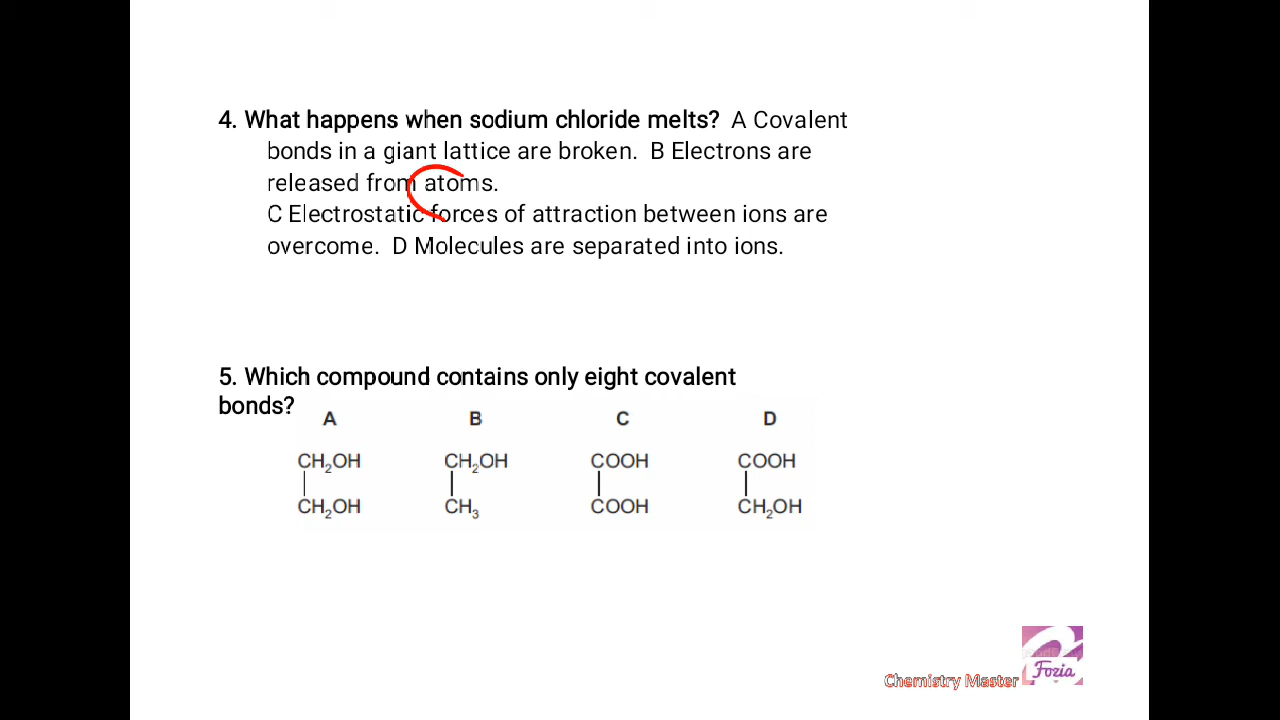 4. What happens when sodium chloride melts? A Covalent
bonds in a giant lattice are broken. B Electrons are
released from atoms.
C Electrostatic forces of attraction between ions are
overcome. D Molecules are separated into ions.
5. Which compound contains only eight covalent
bonds?
A B C D
CH₂OH CH₂OH COOH COOH
CH₂OH CH₃ COOH CH₂OH
Fozia
Chemistry Master